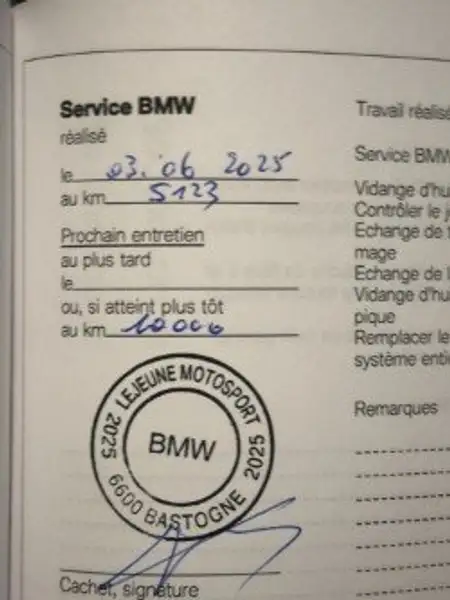 Service BMW
réalisé
le 03.06 2025
au km 5123
Prochain entretien
au plus tard
le
ou, si atteint plus tôt
au km 10000
2025 LEJEUNE MOTOSPORT 2025
BMW
6600 BASTOGNE
Cachet, signature
Travail réalisé
Service BMW
Vidange d'hu
Contrôler le j
Echange de
mage
Echange de l
Vidange d'hu
pique
Remplacer le
système enti
Remarques